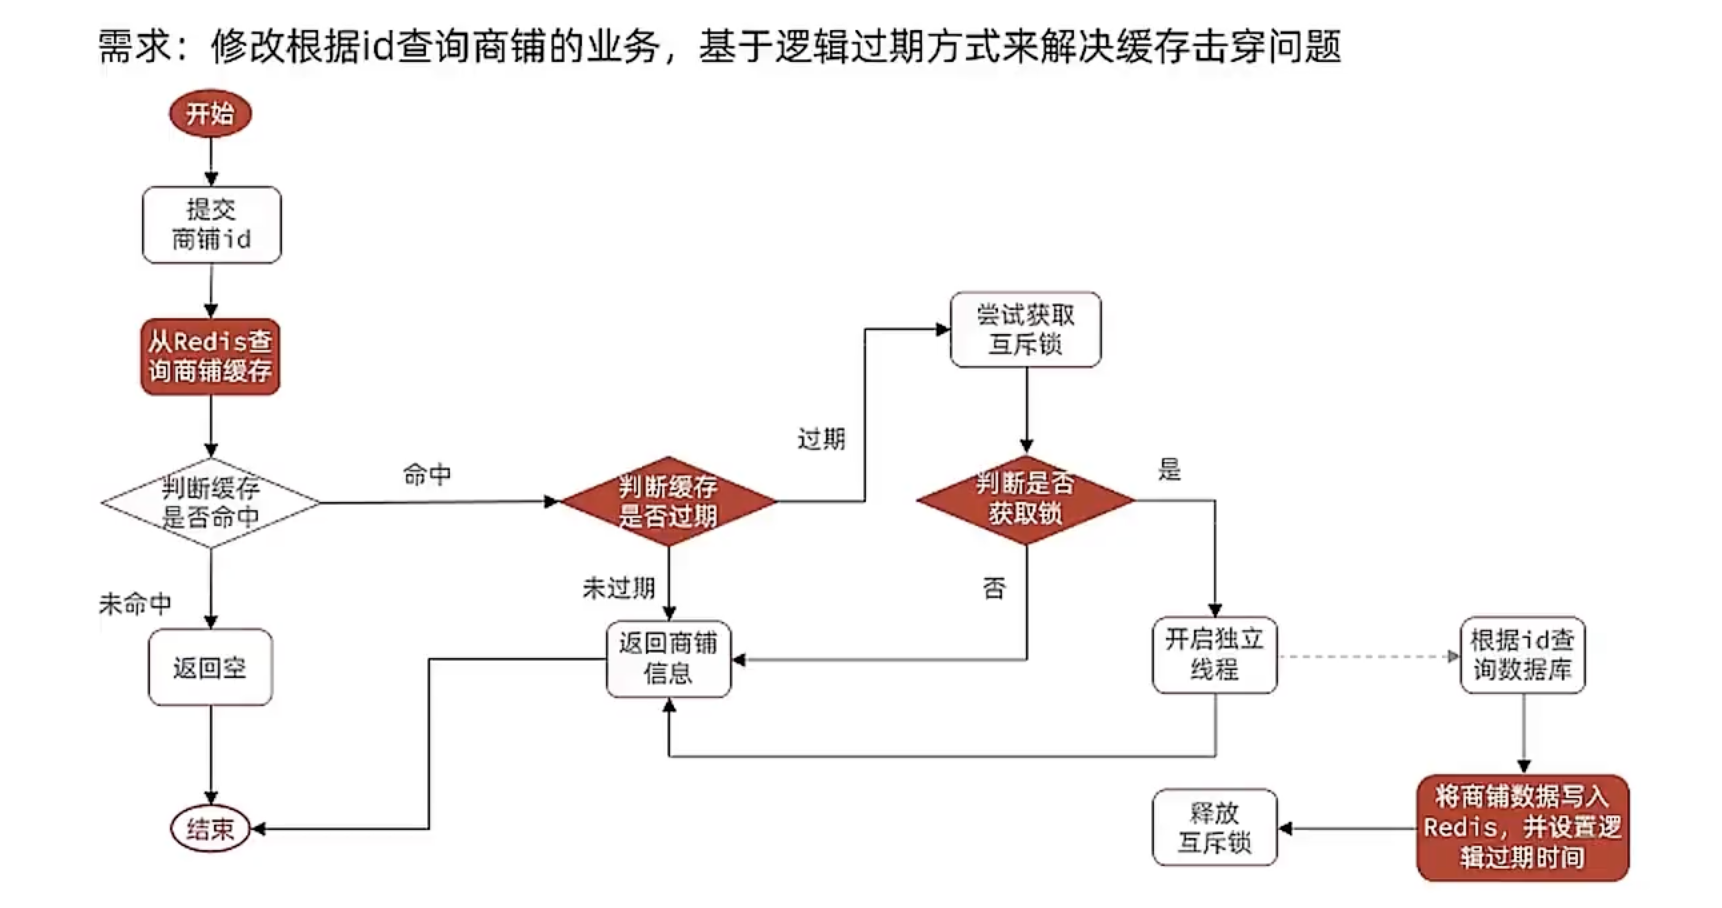 需求：修改根据id查询商铺的业务，基于逻辑过期方式来解决缓存击穿问题
开始
提交
商铺id
从Redis查
询商铺缓存
判断缓存
是否命中
命中
未命中
返回空
结束
判断缓存
是否过期
过期
未过期
返回商铺
信息
尝试获取
互斥锁
判断是否
获取锁
是
否
开启独立
线程
根据id查
询数据库
将商铺数据写入
Redis，并设置逻
辑过期时间
释放
互斥锁